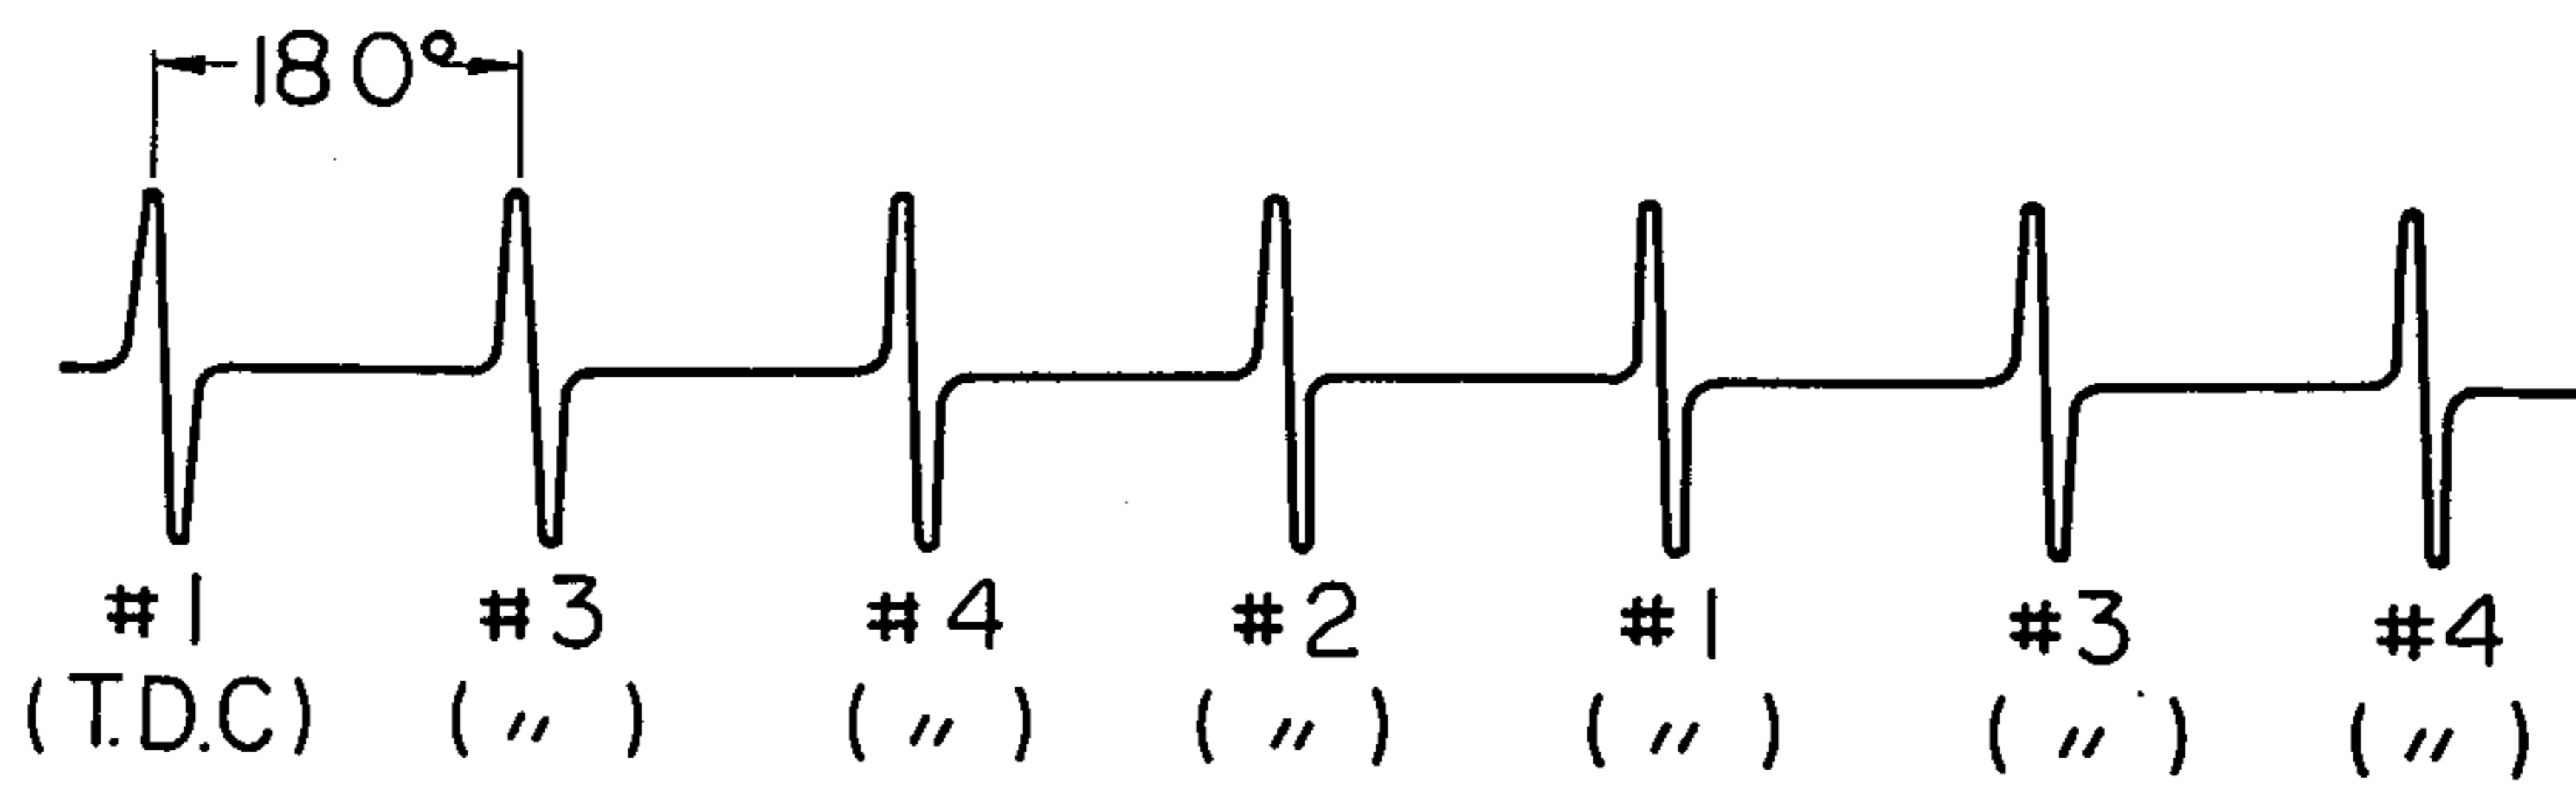 180°
#1 #3 #4 #2 #1 #3 #4
(T.D.C) (〃 ) ( 〃 ) ( 〃 ) ( 〃 ) ( 〃 ) ( 〃 )